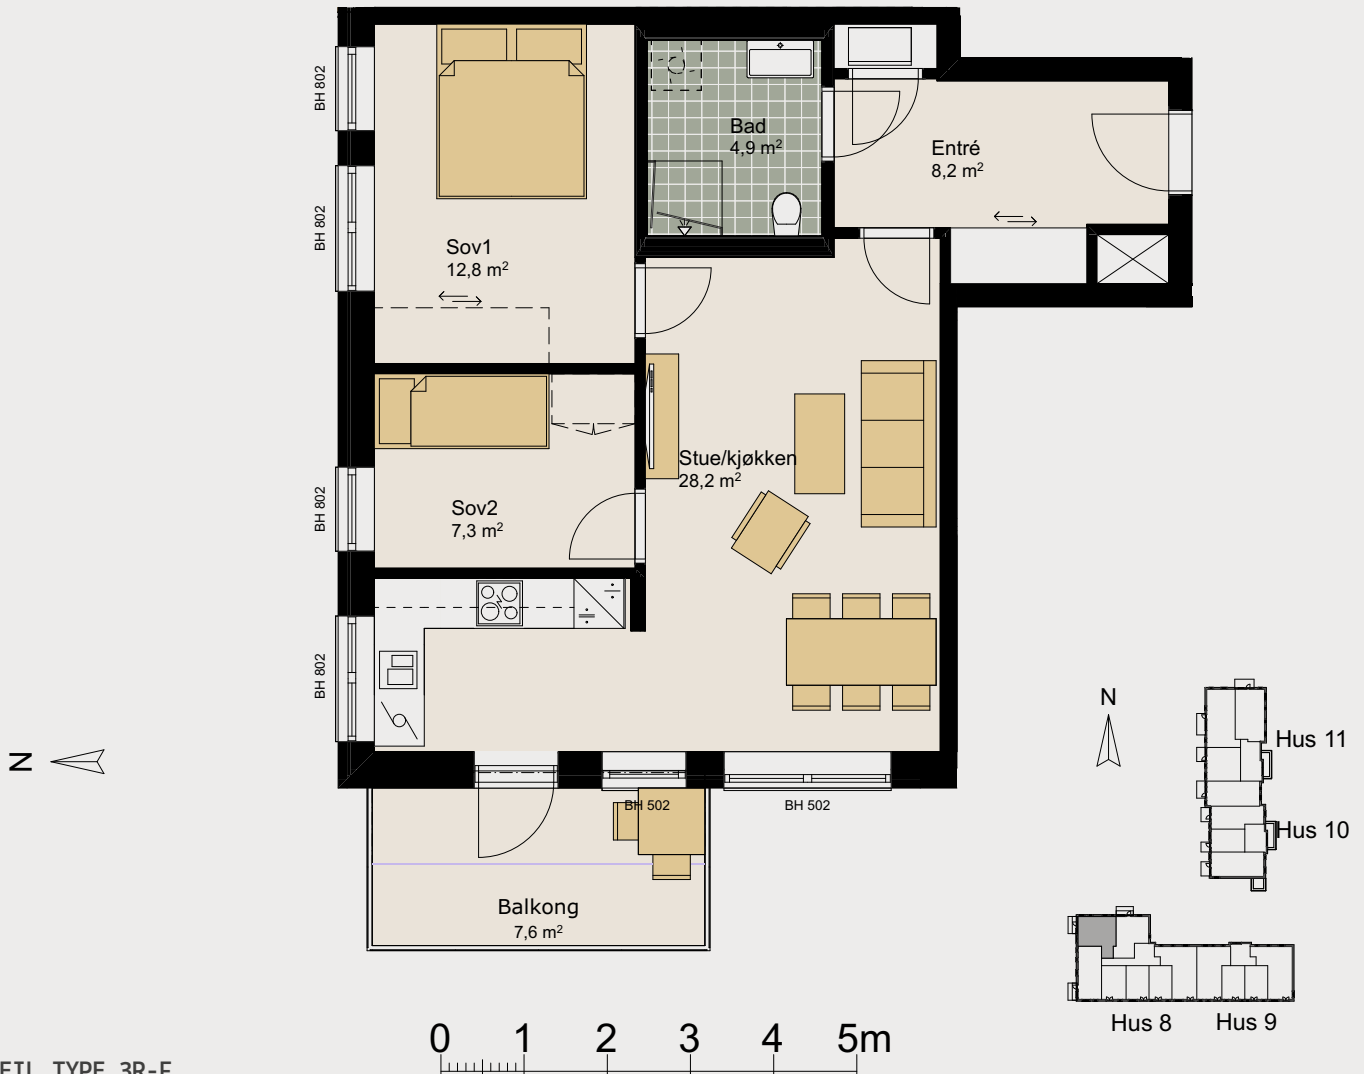 BH 802
Bad
4,9 m²
Entré
8,2 m²
BH 802
Sov1
12,8 m²
Stue/kjøkken
28,2 m²
BH 802
Sov2
7,3 m²
BH 802
N
N
Hus 11
BH 502
BH 502
Hus 10
Balkong
7,6 m²
Hus 8
Hus 9
0 1 2 3 4 5m
TYPE 3R-F